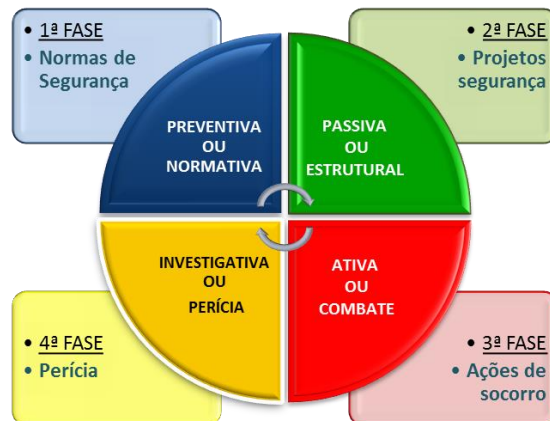 • 1ª FASE
• Normas de
Segurança
• 2ª FASE
• Projetos
segurança
PREVENTIVA
OU
NORMATIVA
PASSIVA
OU
ESTRUTURAL
INVESTIGATIVA
OU
PERÍCIA
ATIVA
OU
COMBATE
• 4ª FASE
• Perícia
• 3ª FASE
• Ações de
socorro